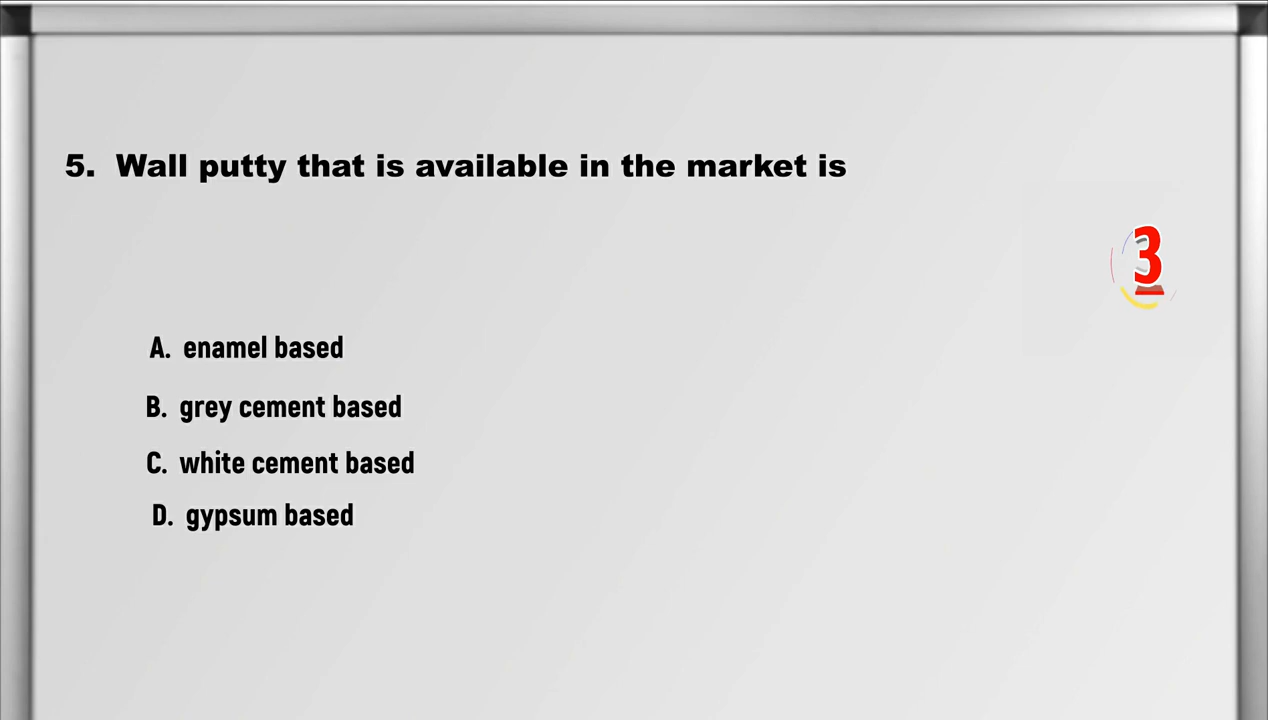 5. Wall putty that is available in the market is
3
A. enamel based
B. grey cement based
C. white cement based
D. gypsum based